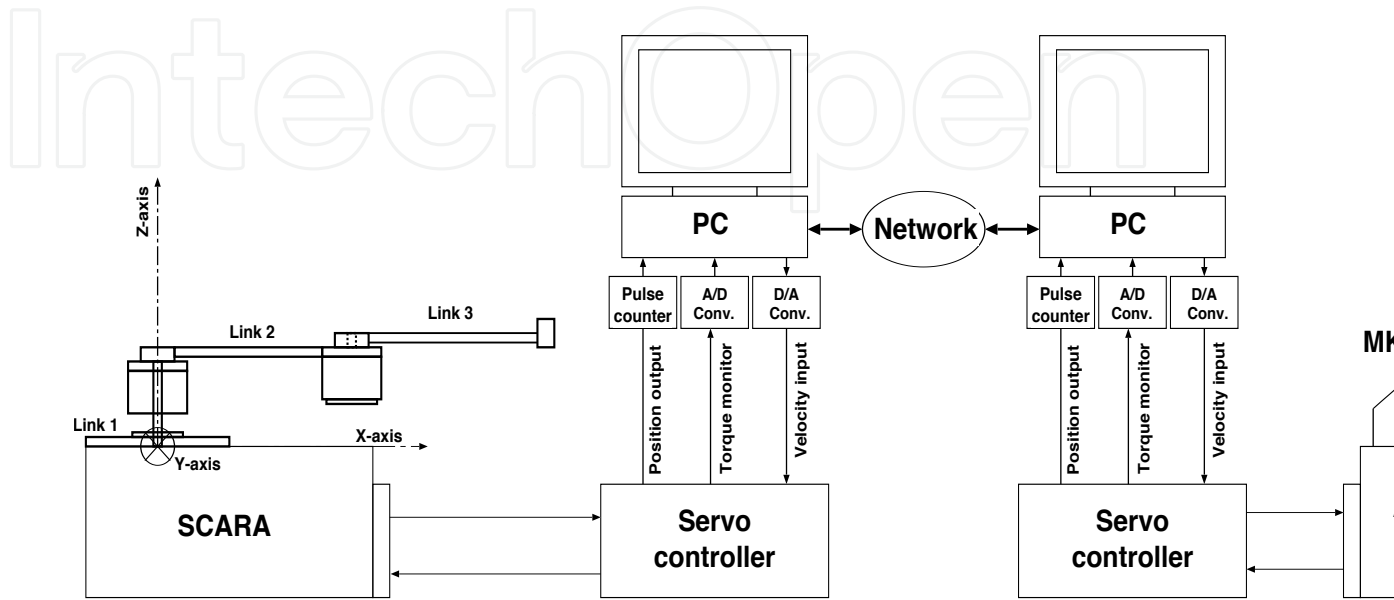 IntechOpen
PC
Network
PC
Pulse
counter
A/D
Conv.
D/A
Conv.
Pulse
counter
A/D
Conv.
D/A
Conv.
Z-axis
Link 2
Link 3
Link 1
X-axis
Y-axis
SCARA
Position output
Torque monitor
Velocity input
Position output
Torque monitor
Velocity input
Servo
controller
Servo
controller
MK